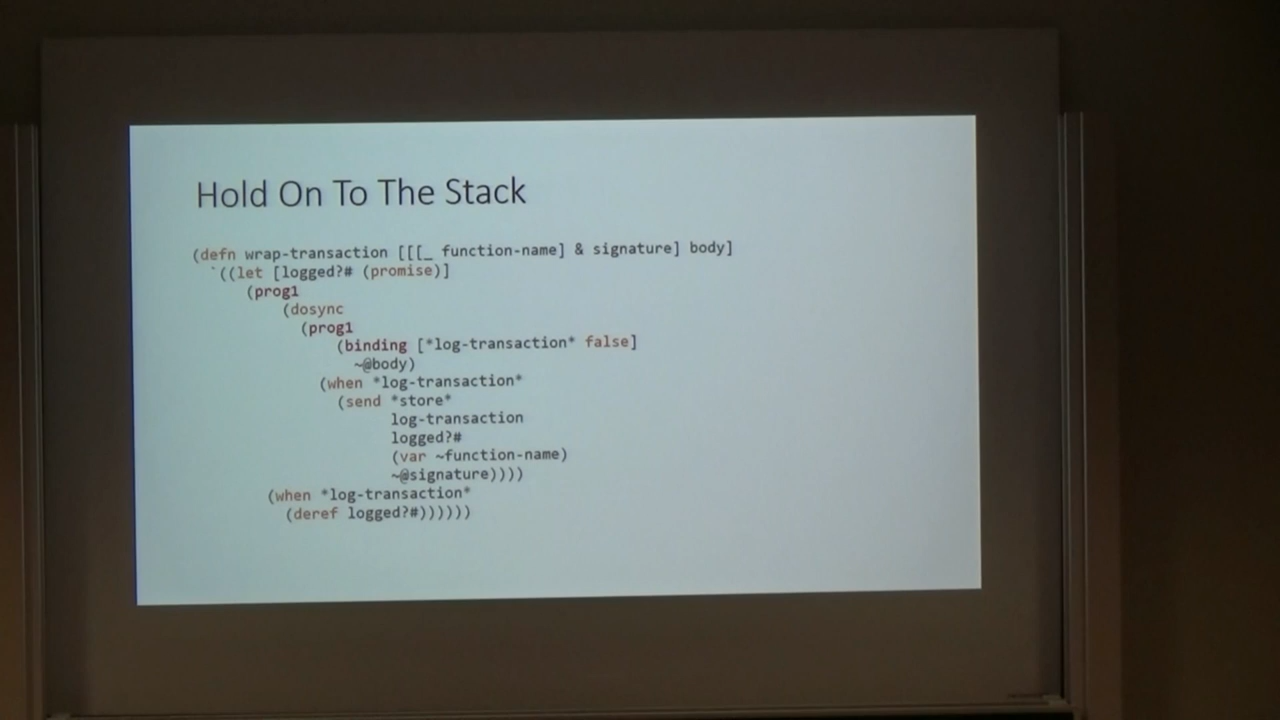 Hold On To The Stack
(defn wrap-transaction [[[_ function-name] & signature] body]
`((let [logged?# (promise)]
(prog1
(dosync
(prog1
(binding [*log-transaction* false]
~@body)
(when *log-transaction*
(send *store*
log-transaction
logged?#
(var ~function-name)
~@signature))))
(when *log-transaction*
(deref logged?#))))))